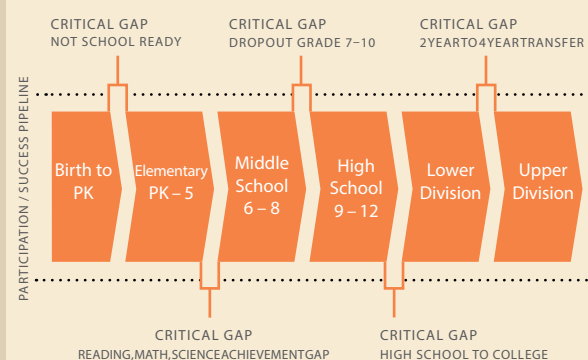 CRITICAL GAP
NOT SCHOOL READY
CRITICAL GAP
DROPOUT GRADE 7–10
CRITICAL GAP
2YEARTO4YEARTRANSFER
PARTICIPATION / SUCCESS PIPELINE
Birth to
PK
Elementary
PK – 5
Middle
School
6 – 8
High
School
9 – 12
Lower
Division
Upper
Division
CRITICAL GAP
READING,MATH,SCIENCEACHIEVEMENTGAP
CRITICAL GAP
HIGH SCHOOL TO COLLEGE